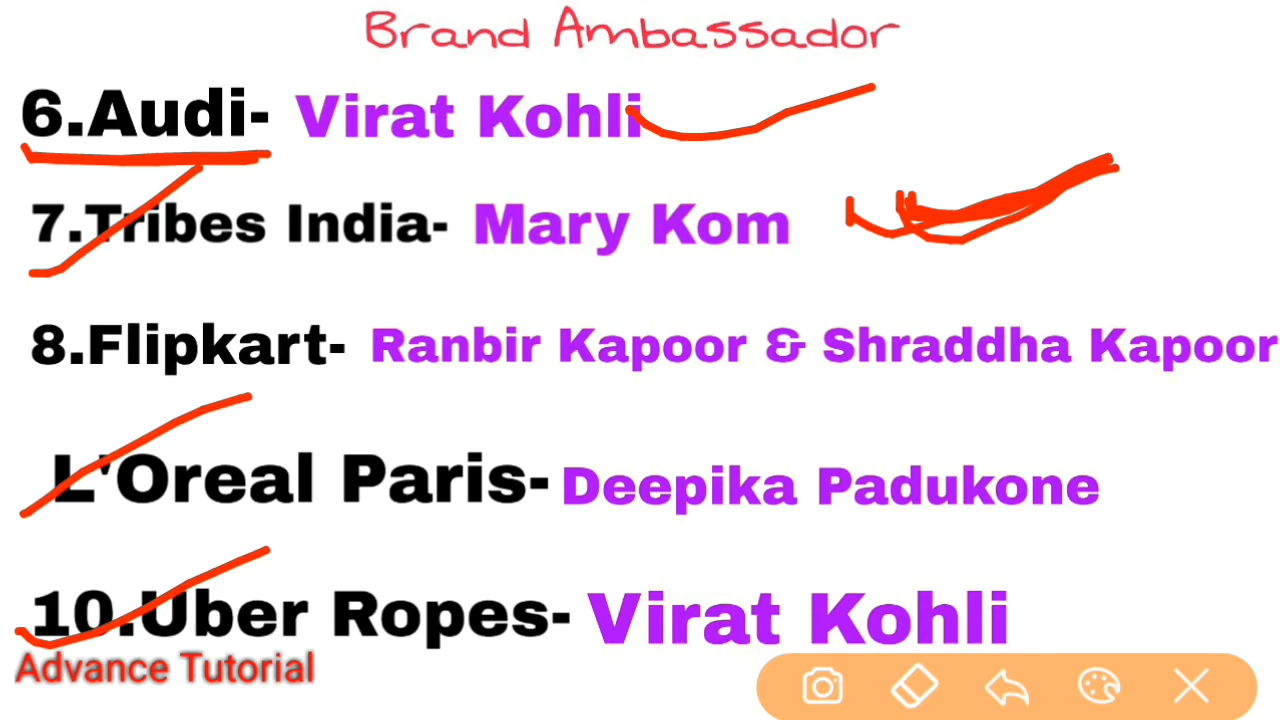 Brand Ambassador
6.Audi- Virat Kohli
7.Tribes India- Mary Kom
8.Flipkart- Ranbir Kapoor & Shraddha Kapoor
L'Oreal Paris- Deepika Padukone
10.Uber Ropes- Virat Kohli
Advance Tutorial